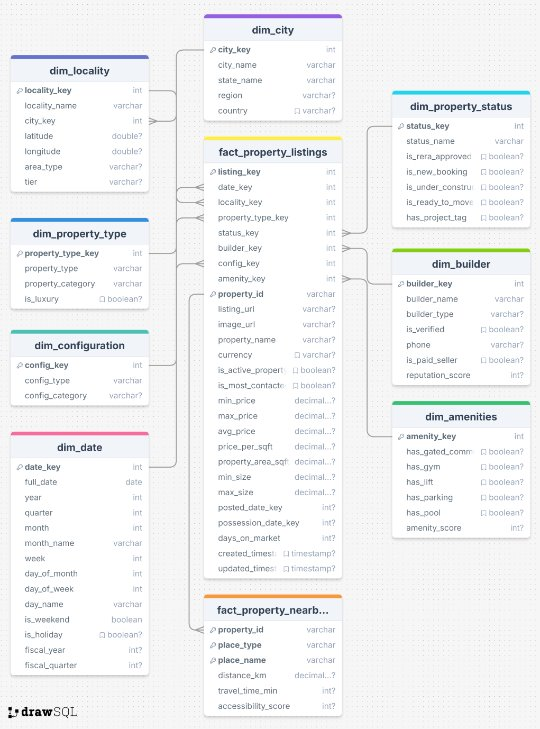 dim_city
city_key int
city_name varchar
state_name varchar
region varchar?
country varchar?
dim_locality
locality_key int
locality_name varchar
city_key int
latitude double?
longitude double?
area_type varchar?
tier varchar?
dim_property_type
property_type_key int
property_type varchar
property_category varchar
is_luxury boolean?
dim_configuration
config_key int
config_type varchar
config_category varchar?
dim_date
date_key int
full_date date
year int
quarter int
month int
month_name varchar
week int
day_of_month int
day_of_week int
day_name varchar
is_weekend boolean
is_holiday boolean?
fiscal_year int?
fiscal_quarter int?
fact_property_listings
listing_key int
date_key int
locality_key int
property_type_key int
status_key int
builder_key int
config_key int
amenity_key int
property_id varchar
listing_url varchar?
image_url varchar?
property_name varchar?
currency varchar?
is_active_propert boolean?
is_most_contacte boolean?
min_price decimal...?
max_price decimal...?
avg_price decimal...?
price_per_sqft decimal...?
property_area_sqf decimal...?
min_size decimal...?
max_size decimal...?
posted_date_key int?
possession_date_key int?
days_on_market int?
created_timest timestamp?
updated_times timestamp?
fact_property_nearb...
property_id varchar
place_type varchar
place_name varchar
distance_km decimal...?
travel_time_min int?
accessibility_score int?
dim_property_status
status_key int
status_name varchar
is_rera_approved boolean?
is_new_booking boolean?
is_under_constru boolean?
is_ready_to_move boolean?
has_project_tag boolean?
dim_builder
builder_key int
builder_name varchar
builder_type varchar?
is_verified boolean?
phone varchar?
is_paid_seller boolean?
reputation_score int?
dim_amenities
amenity_key int
has_gated_comm boolean?
has_gym boolean?
has_lift boolean?
has_parking boolean?
has_pool boolean?
amenity_score int?
drawSQL